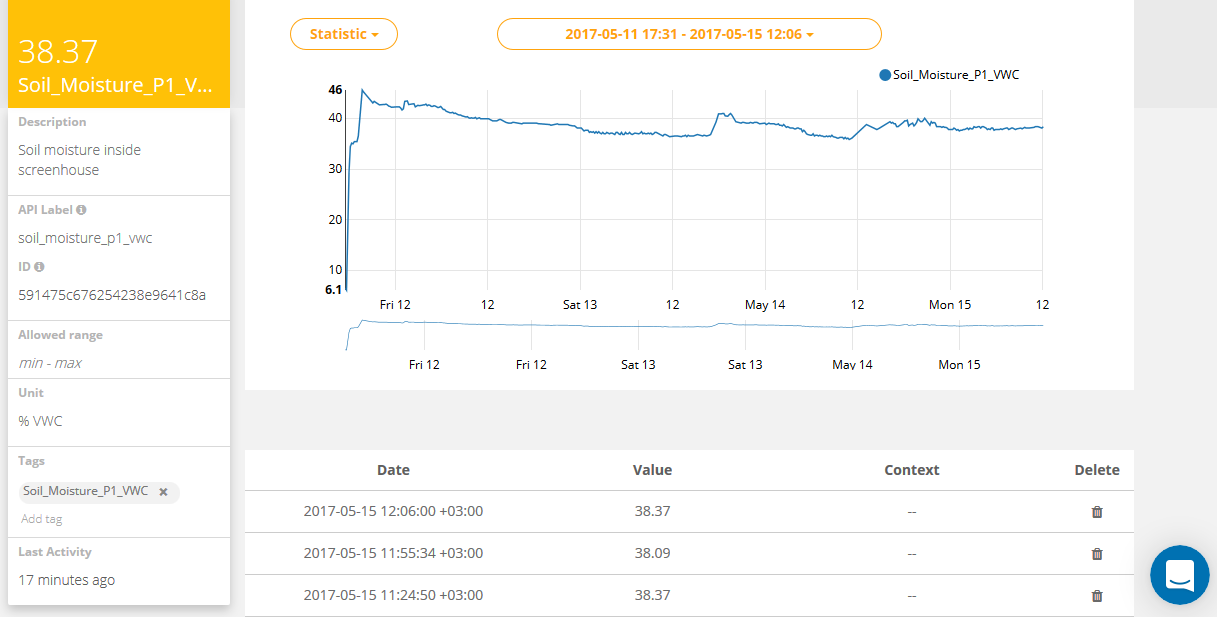 38.37
Soil_Moisture_P1_V...
Description
Soil moisture inside
screenhouse
API Label
soil_moisture_p1_vwc
ID
591475c676254238e9641c8a
Allowed range
min - max
Unit
% VWC
Tags
Soil_Moisture_P1_VWC ×
Add tag
Last Activity
17 minutes ago
Statistic
2017-05-11 17:31 - 2017-05-15 12:06
Soil_Moisture_P1_VWC
46
40
30
20
10
6.1
Fri 12 12 Sat 13 12 May 14 12 Mon 15 12
Fri 12 Fri 12 Sat 13 Sat 13 May 14 Mon 15
Date Value Context Delete
2017-05-15 12:06:00 +03:00 38.37 --
2017-05-15 11:55:34 +03:00 38.09 --
2017-05-15 11:24:50 +03:00 38.37 --